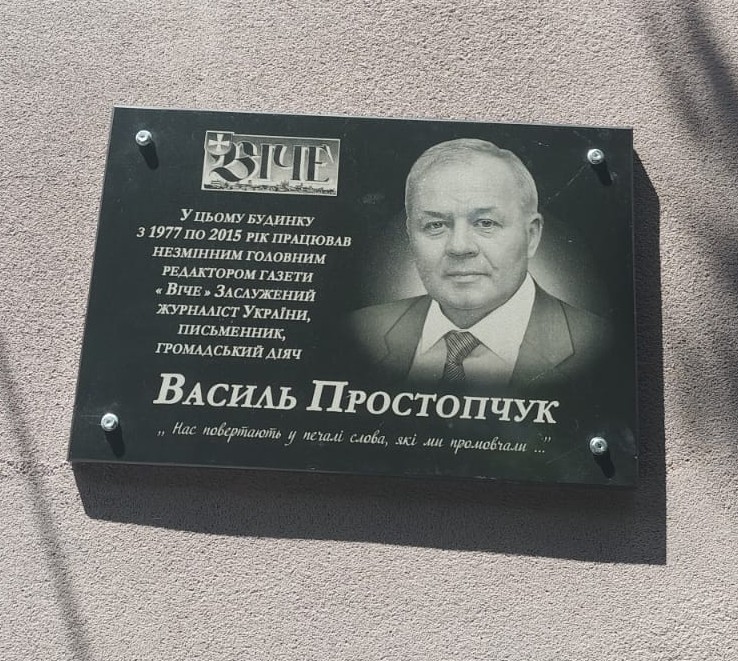 ВІЧЕ
У ЦЬОМУ БУДИНКУ
З 1977 ПО 2015 РІК ПРАЦЮВАВ
НЕЗМІННИМ ГОЛОВНИМ
РЕДАКТОРОМ ГАЗЕТИ
« ВІЧЕ » ЗАСЛУЖЕНИЙ
ЖУРНАЛІСТ УКРАЇНИ,
ПИСЬМЕННИК,
ГРОМАДСЬКИЙ ДІЯЧ
ВАСИЛЬ ПРОСТОПЧУК
„ Нас повертають у печалі слова, які ми промовчали ...”